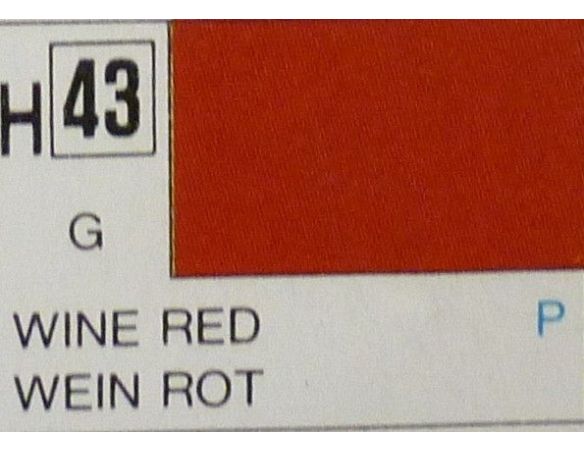 H 43
G
WINE RED P
WEIN ROT